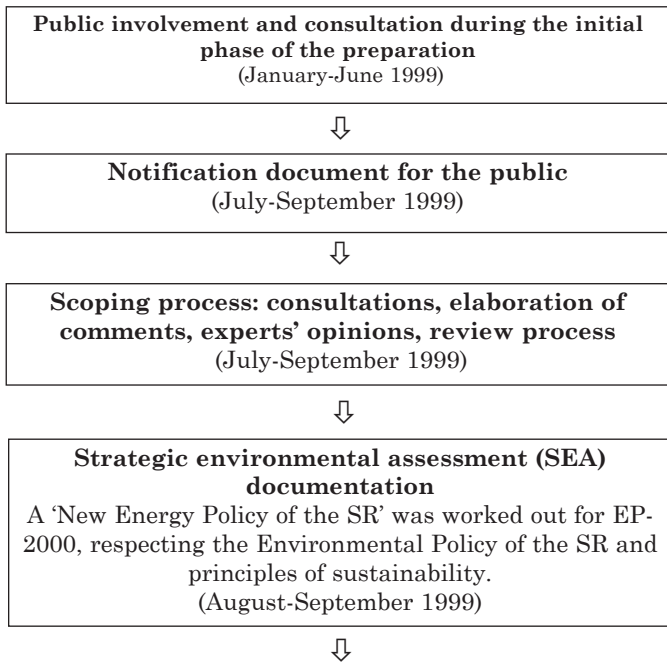 Public involvement and consultation during the initial
phase of the preparation
(January-June 1999)
⇩
Notification document for the public
(July-September 1999)
⇩
Scoping process: consultations, elaboration of
comments, experts’ opinions, review process
(July-September 1999)
⇩
Strategic environmental assessment (SEA)
documentation
A ‘New Energy Policy of the SR’ was worked out for EP-
2000, respecting the Environmental Policy of the SR and
principles of sustainability.
(August-September 1999)
⇩